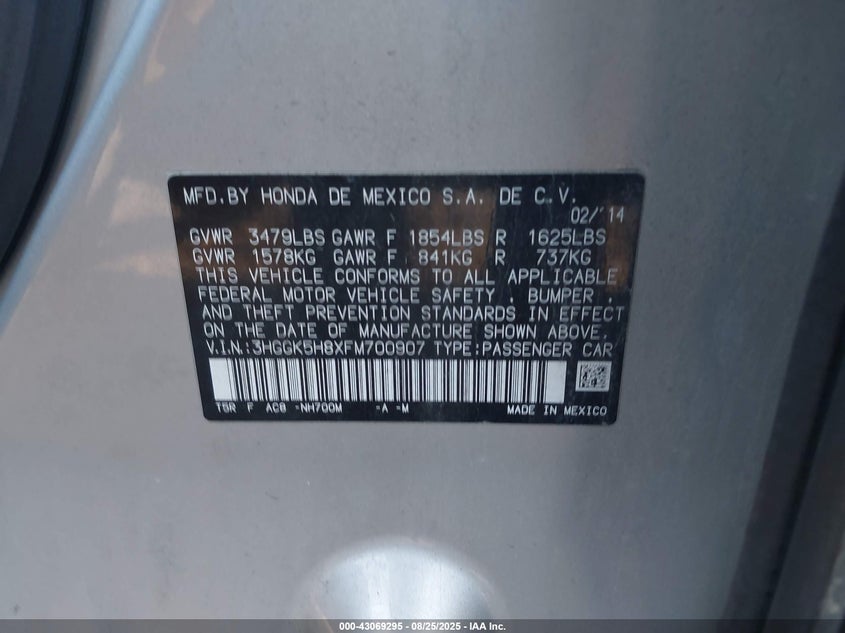 MFD.BY HONDA DE MEXICO S.A. DE C.V.
02/'14
GVWR 3479LBS GAWR F 1854LBS R 1625LBS
GVWR 1578KG GAWR F 841KG R 737KG
THIS VEHICLE CONFORMS TO ALL APPLICABLE
FEDERAL MOTOR VEHICLE SAFETY , BUMPER ,
AND THEFT PREVENTION STANDARDS IN EFFECT
ON THE DATE OF MANUFACTURE SHOWN ABOVE.
V.I.N.:3HGGK5H8XFM700907 TYPE:PASSENGER CAR
T5R F AC8 -NH700M -A -M MADE IN MEXICO
000-43069295 - 08/25/2025 - IAA Inc.